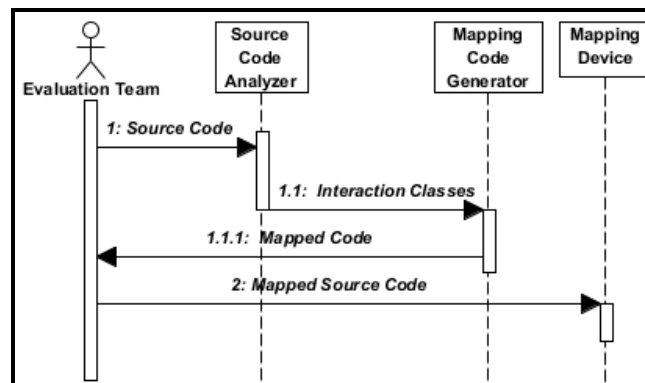 Evaluation Team
Source
Code
Analyzer
Mapping
Code
Generator
Mapping
Device
1: Source Code
1.1: Interaction Classes
1.1.1: Mapped Code
2: Mapped Source Code